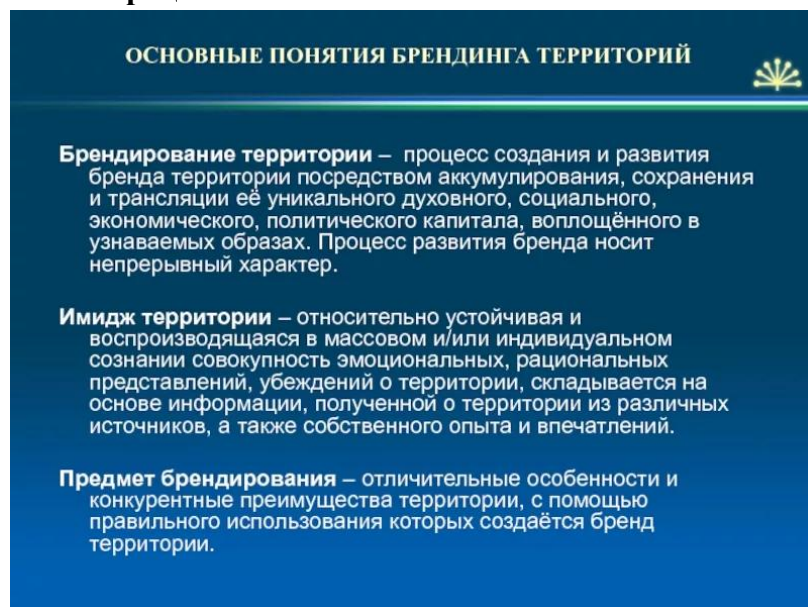 ОСНОВНЫЕ ПОНЯТИЯ БРЕНДИНГА ТЕРРИТОРИЙ
Брендирование территории – процесс создания и развития
бренда территории посредством аккумулирования, сохранения
и трансляции её уникального духовного, социального,
экономического, политического капитала, воплощённого в
узнаваемых образах. Процесс развития бренда носит
непрерывный характер.
Имидж территории – относительно устойчивая и
воспроизводящаяся в массовом и/или индивидуальном
сознании совокупность эмоциональных, рациональных
представлений, убеждений о территории, складывается на
основе информации, полученной о территории из различных
источников, а также собственного опыта и впечатлений.
Предмет брендирования – отличительные особенности и
конкурентные преимущества территории, с помощью
правильного использования которых создаётся бренд
территории.